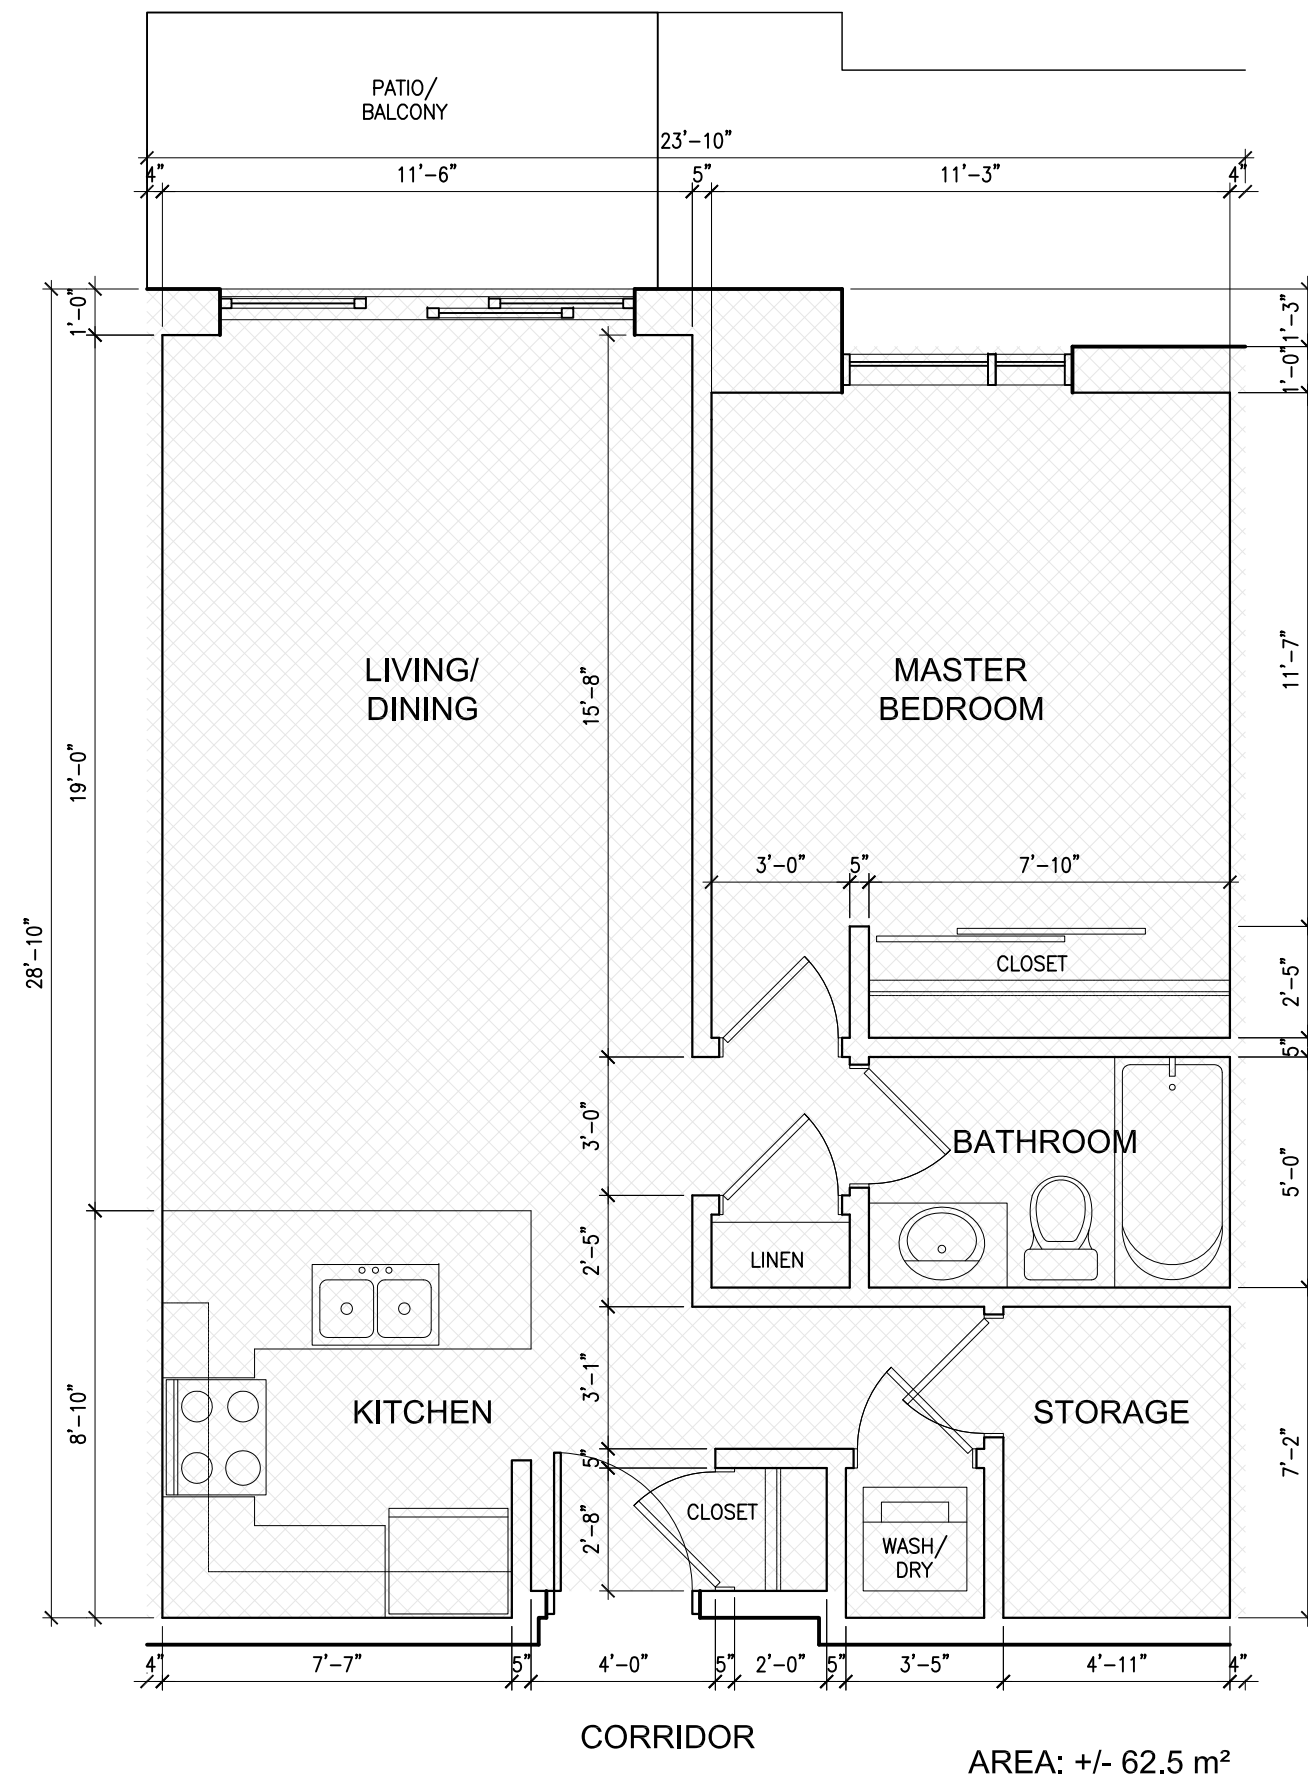 PATIO/
BALCONY
23'-10"
4"
11'-6"
5"
11'-3"
4"
1'-0"
1'-3"
1'-0"
LIVING/
DINING
MASTER
BEDROOM
15'-8"
11'-7"
19'-0"
28'-10"
3'-0"
5"
7'-10"
CLOSET
2'-5"
5"
3'-0"
BATHROOM
5'-0"
2'-5"
LINEN
8'-10"
KITCHEN
3'-1"
STORAGE
7'-2"
5"
2'-8"
CLOSET
WASH/
DRY
4"
7'-7"
5"
4'-0"
5"
2'-0"
5"
3'-5"
4'-11"
4"
CORRIDOR
AREA: +/- 62.5 m²